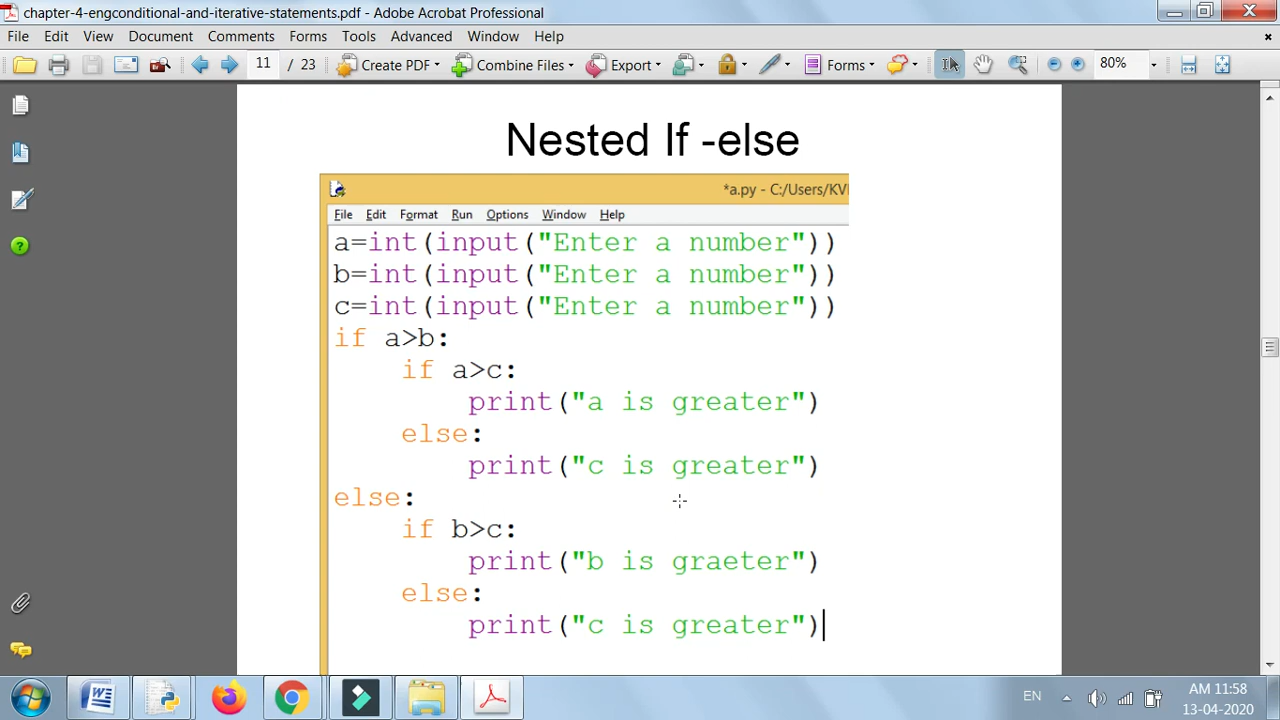 chapter-4-engconditional-and-iterative-statements.pdf - Adobe Acrobat Professional
File Edit View Document Comments Forms Tools Advanced Window Help
11 / 23 Create PDF Combine Files Export Forms 80%
Nested If -else
*a.py - C:/Users/KV
File Edit Format Run Options Window Help
a=int(input("Enter a number"))
b=int(input("Enter a number"))
c=int(input("Enter a number"))
if a>b:
    if a>c:
        print("a is greater")
    else:
        print("c is greater")
else:
    if b>c:
        print("b is graeter")
    else:
        print("c is greater")
EN
AM 11:58
13-04-2020